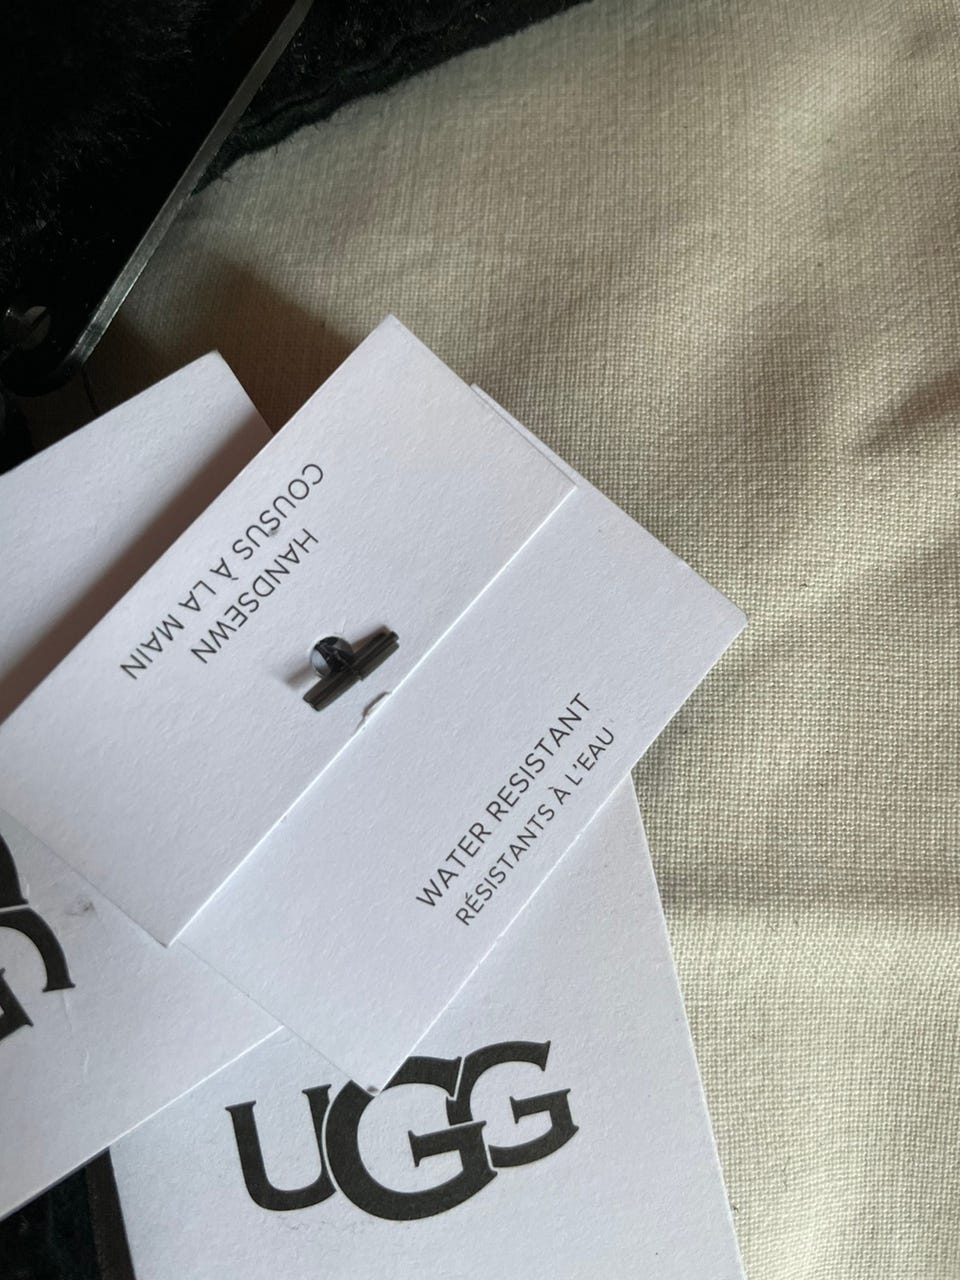 HANDSEWN
COUSUS À LA MAIN
WATER RESISTANT
RÉSISTANTS À L'EAU
UGG